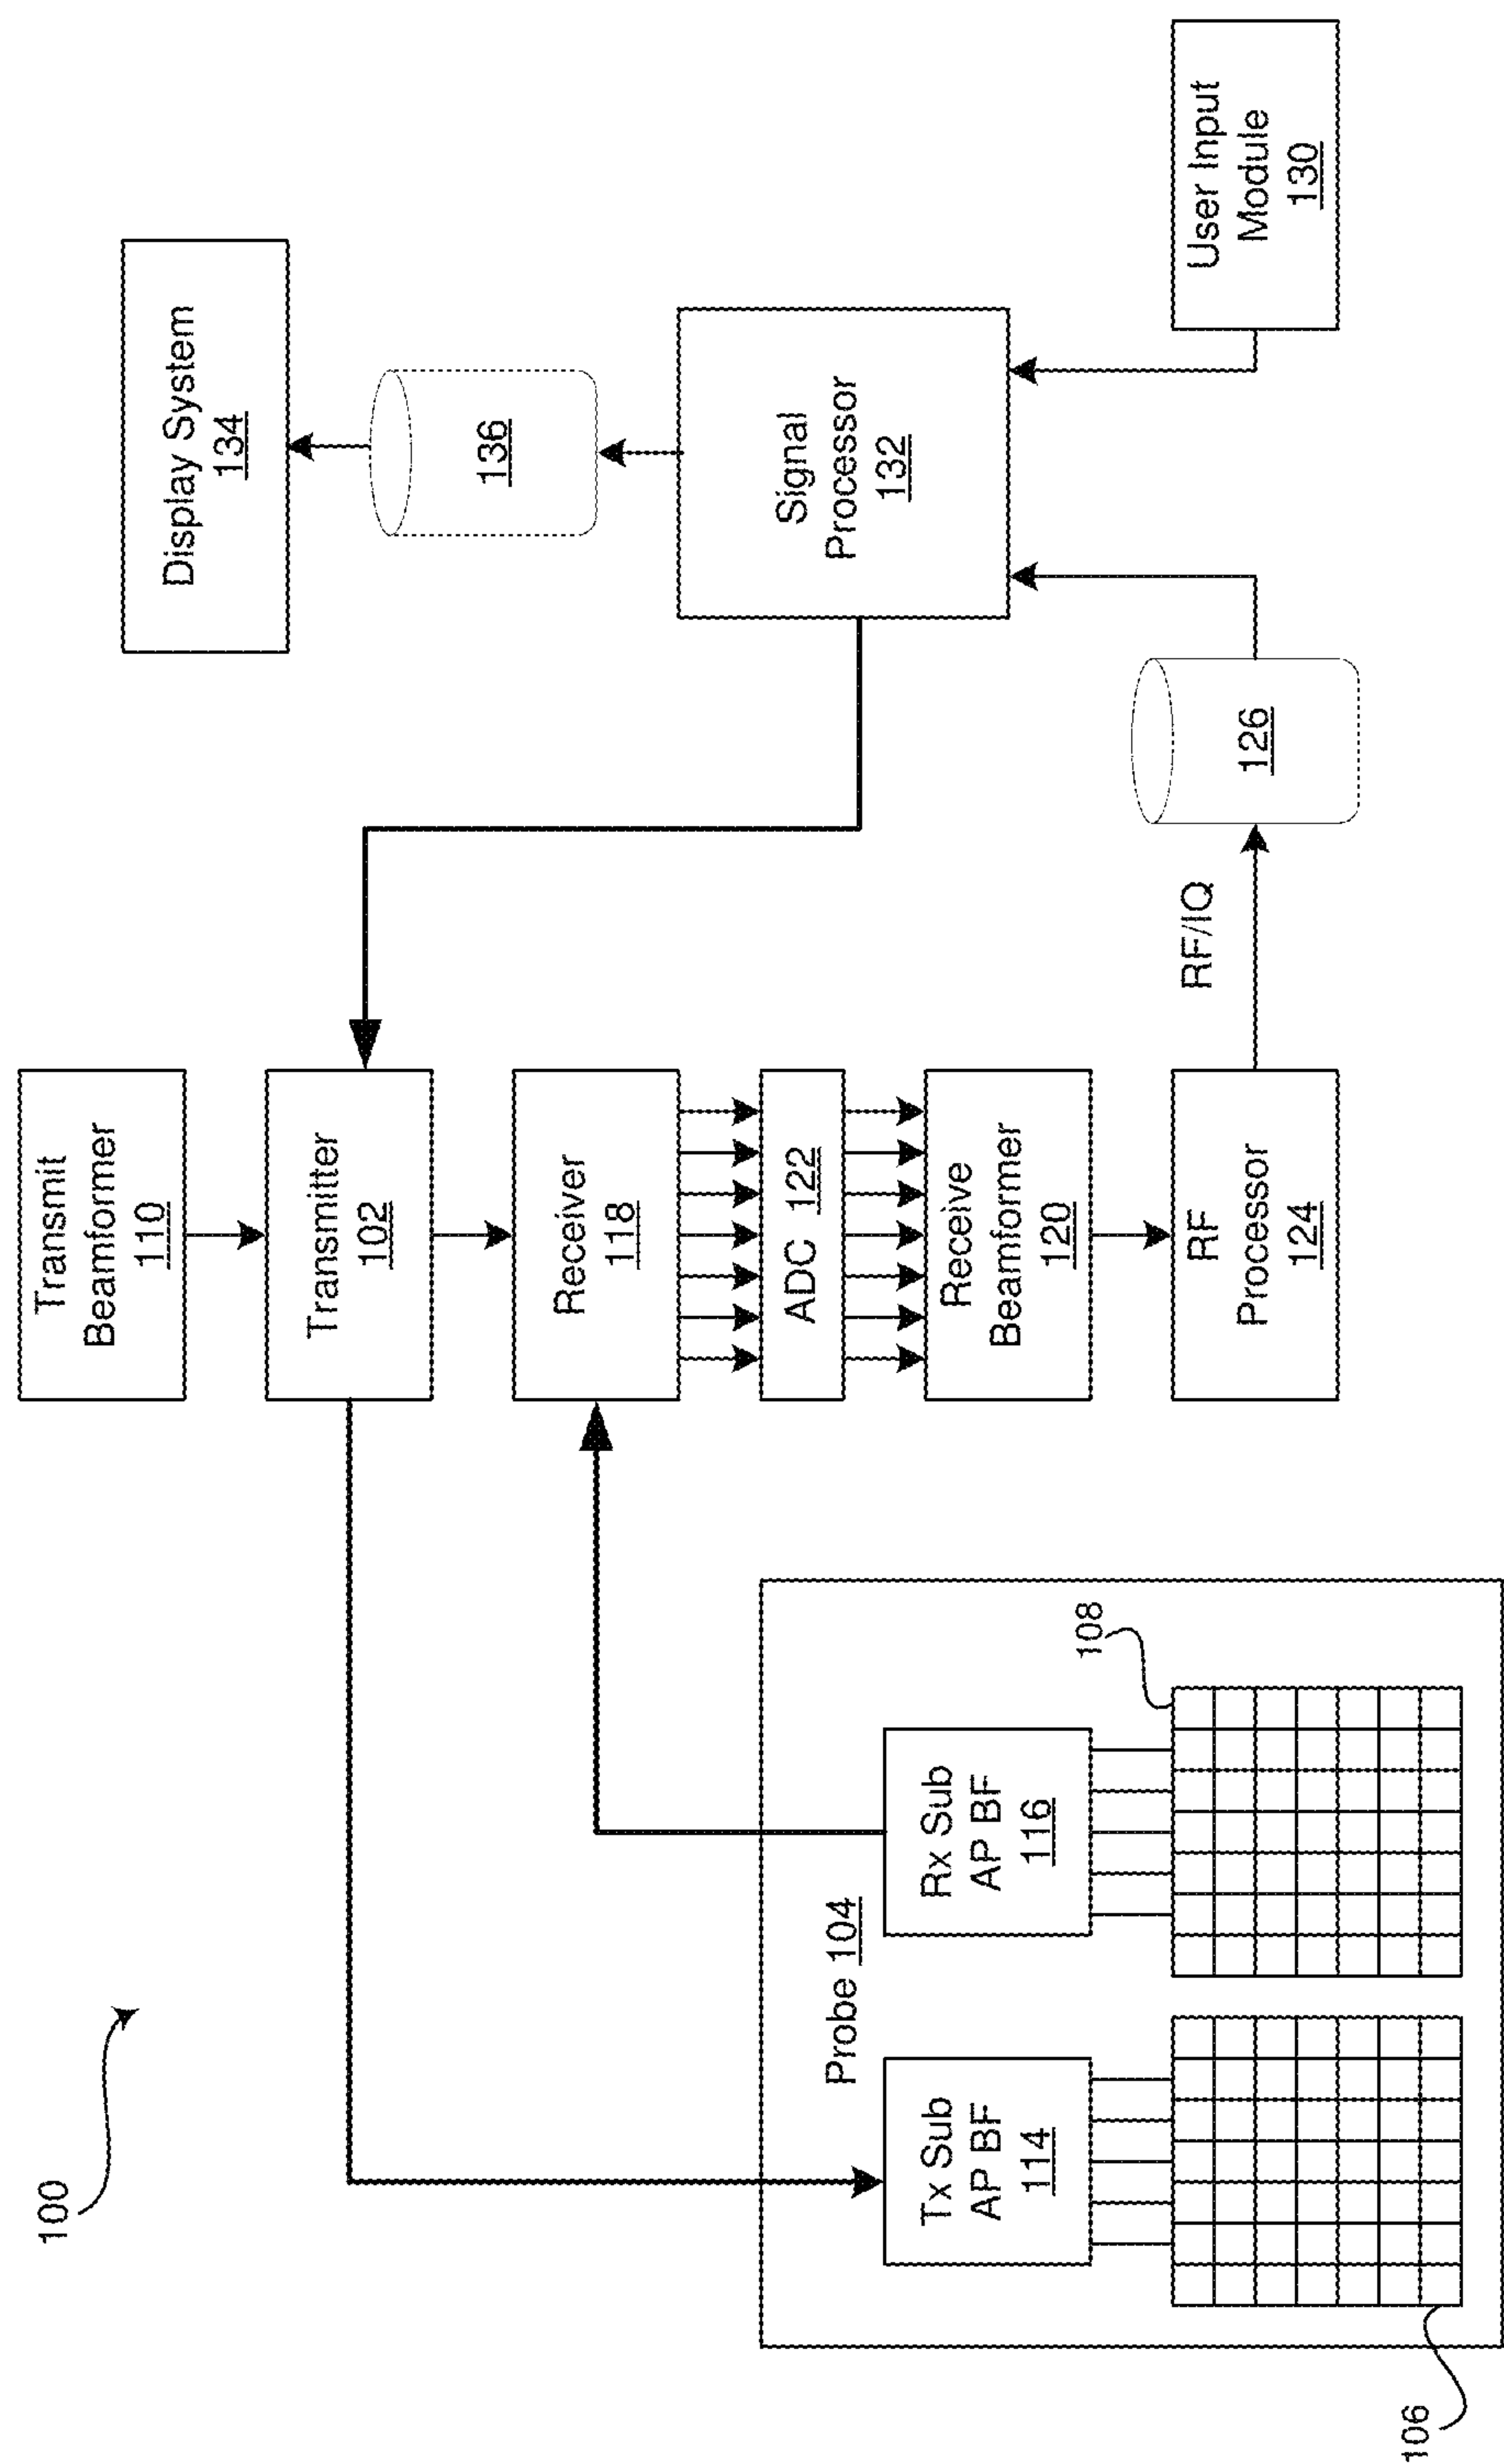 100
Transmit
Beamformer
110
Transmitter
102
Receiver
118
ADC 122
Receive
Beamformer
120
RF
Processor
124
RF/IQ
126
Display System
134
136
Signal
Processor
132
User Input
Module
130
Probe 104
Tx Sub
AP BF
114
Rx Sub
AP BF
116
108
106